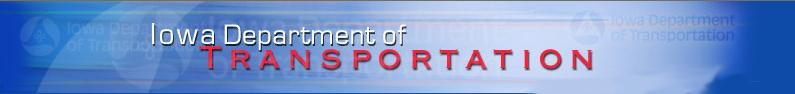 Iowa Department of
TRANSPORTATION
Iowa Department
of Transportation